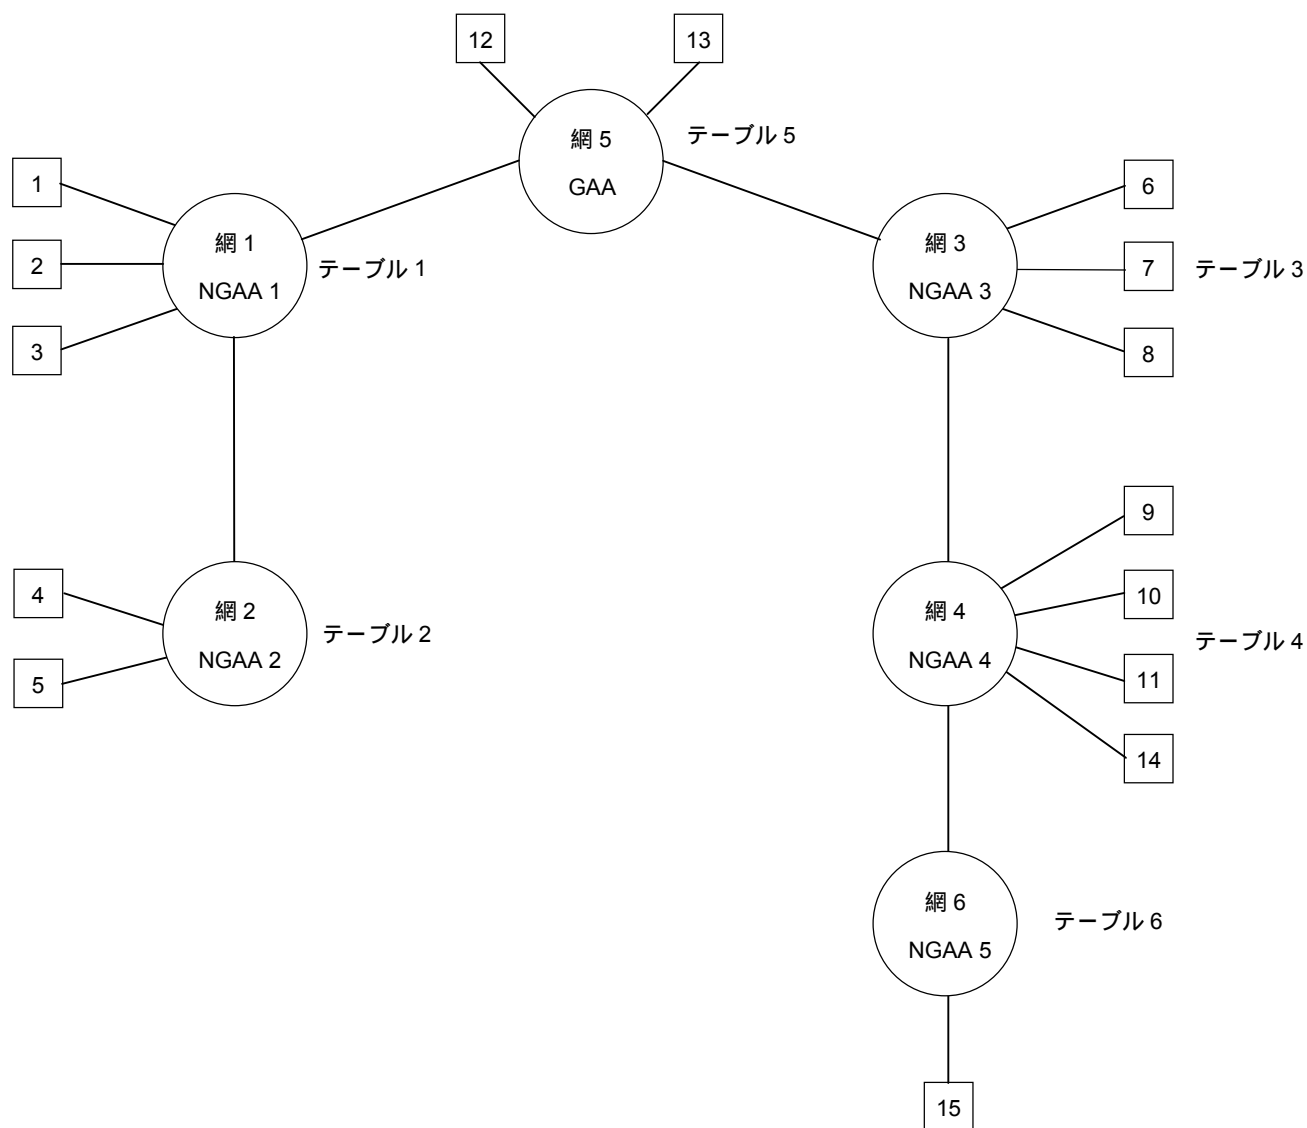 12
13
網 5
GAA
テーブル 5
1
2
3
網 1
NGAA 1
テーブル 1
網 3
NGAA 3
6
7
8
テーブル 3
4
5
網 2
NGAA 2
テーブル 2
網 4
NGAA 4
9
10
11
14
テーブル 4
網 6
NGAA 5
テーブル 6
15